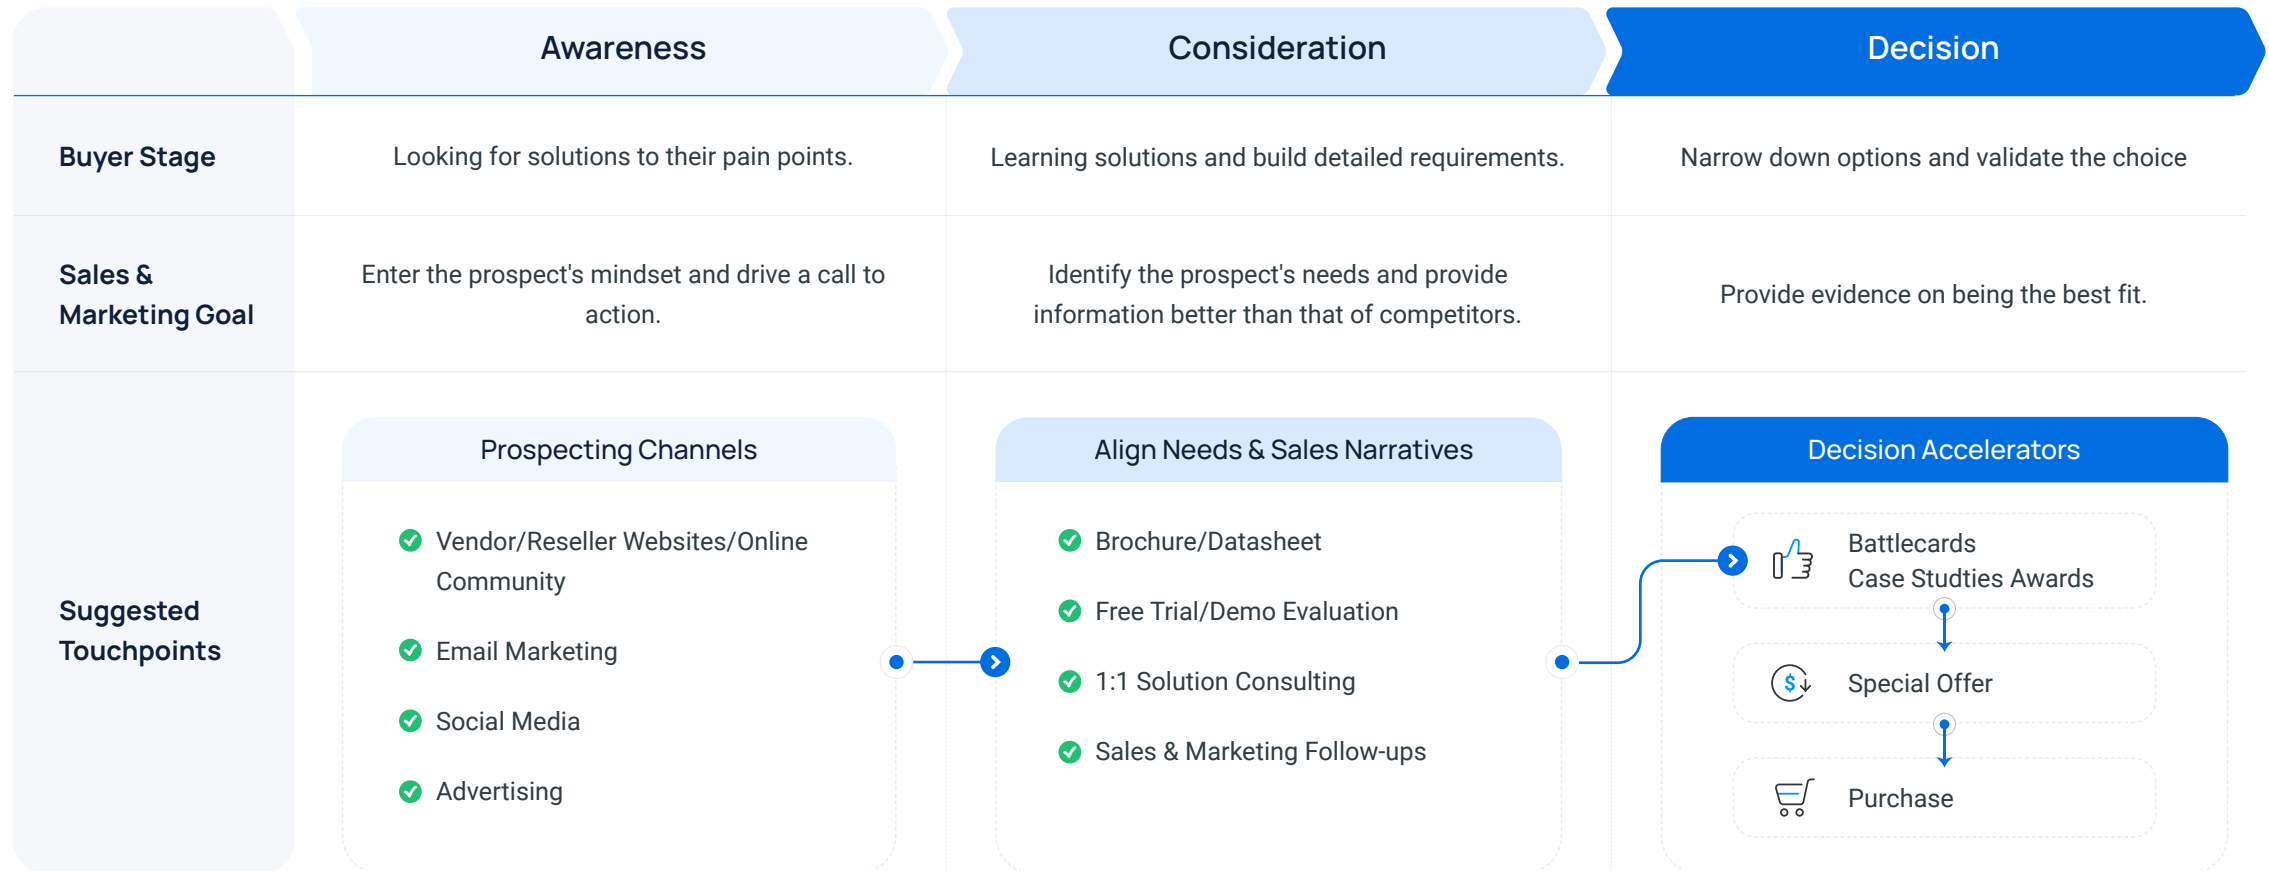 Awareness
Consideration
Decision
Buyer Stage
Looking for solutions to their pain points.
Learning solutions and build detailed requirements.
Narrow down options and validate the choice
Sales &
Marketing Goal
Enter the prospect's mindset and drive a call to
action.
Identify the prospect's needs and provide
information better than that of competitors.
Provide evidence on being the best fit.
Suggested
Touchpoints
Prospecting Channels
Vendor/Reseller Websites/Online
Community
Email Marketing
Social Media
Advertising
Align Needs & Sales Narratives
Brochure/Datasheet
Free Trial/Demo Evaluation
1:1 Solution Consulting
Sales & Marketing Follow-ups
Decision Accelerators
Battlecards
Case Studties Awards
$
Special Offer
Purchase